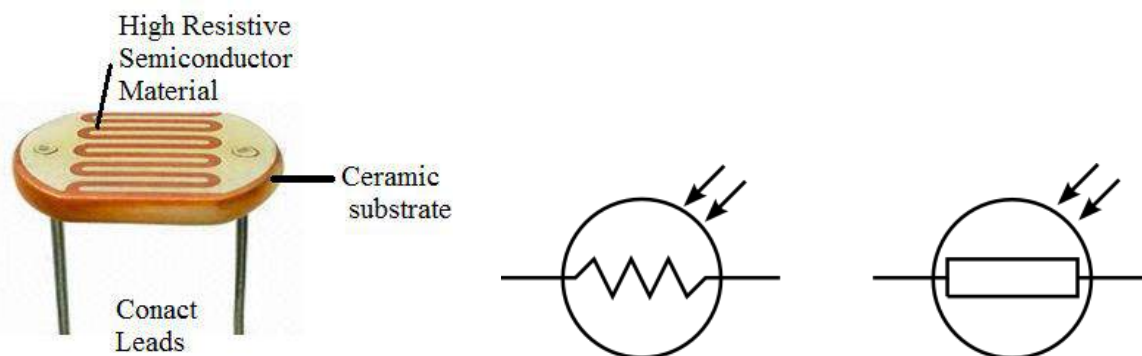 High Resistive
Semiconductor
Material
Ceramic
substrate
Conact
Leads